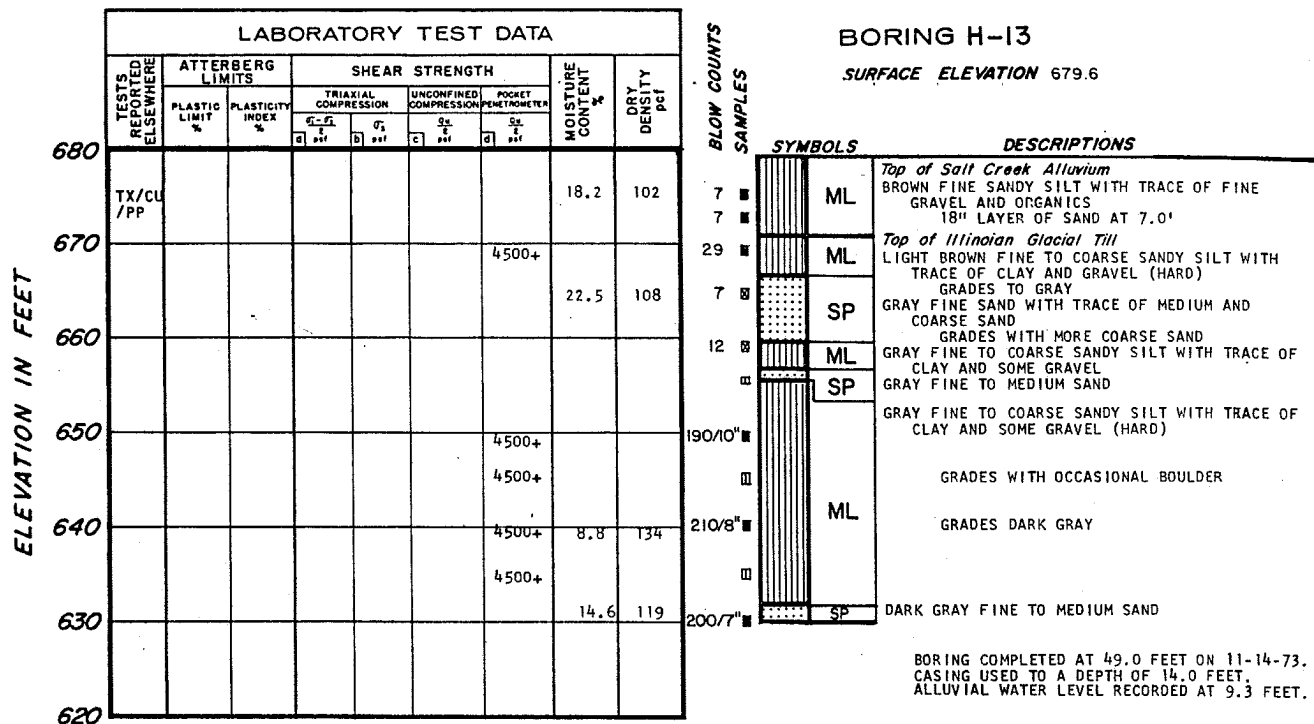 LABORATORY TEST DATA
TESTS REPORTED ELSEWHERE
ATTERBERG LIMITS
PLASTIC LIMIT %
PLASTICITY INDEX %
SHEAR STRENGTH
TRIAXIAL COMPRESSION
UNCONFINED COMPRESSION
POCKET PENETROMETER
a
psf
b
psf
c
Qu/2 psf
d
Qu/2 psf
MOISTURE CONTENT %
DRY DENSITY pcf
BLOW COUNTS
SAMPLES
BORING H-13
SURFACE ELEVATION 679.6
SYMBOLS
DESCRIPTIONS
ELEVATION IN FEET
680
670
660
650
640
630
620
TX/CU
/PP
18.2 102
4500+
22.5 108
4500+
4500+
4500+ 8.8 134
4500+
14.6 119
7
7
29
7
12
190/10"
210/8"
200/7"
ML
ML
SP
ML
SP
ML
SP
Top of Salt Creek Alluvium
BROWN FINE SANDY SILT WITH TRACE OF FINE
GRAVEL AND ORGANICS
18" LAYER OF SAND AT 7.0'
Top of Illinoian Glacial Till
LIGHT BROWN FINE TO COARSE SANDY SILT WITH
TRACE OF CLAY AND GRAVEL (HARD)
GRADES TO GRAY
GRAY FINE SAND WITH TRACE OF MEDIUM AND
COARSE SAND
GRADES WITH MORE COARSE SAND
GRAY FINE TO COARSE SANDY SILT WITH TRACE OF
CLAY AND SOME GRAVEL
GRAY FINE TO MEDIUM SAND
GRAY FINE TO COARSE SANDY SILT WITH TRACE OF
CLAY AND SOME GRAVEL (HARD)
GRADES WITH OCCASIONAL BOULDER
GRADES DARK GRAY
DARK GRAY FINE TO MEDIUM SAND
BORING COMPLETED AT 49.0 FEET ON 11-14-73.
CASING USED TO A DEPTH OF 14.0 FEET.
ALLUVIAL WATER LEVEL RECORDED AT 9.3 FEET.